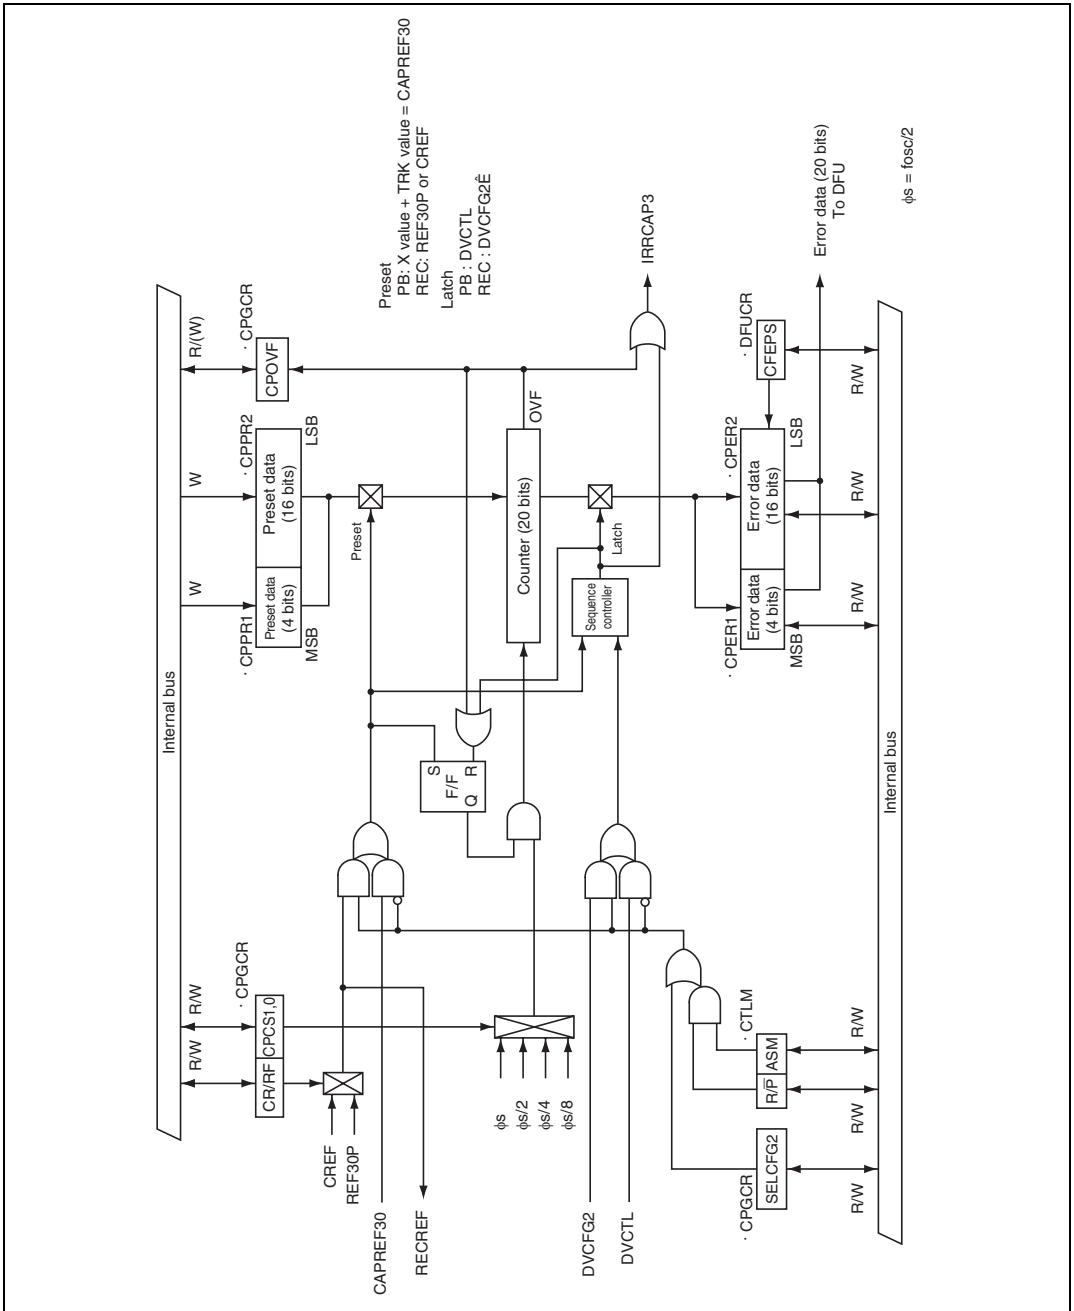 Internal bus
R/W
R/W
W
W
R/(W)
· CPGCR
CR/RF
CPCS1,0
· CPPR1
Preset data
(4 bits)
MSB
· CPPR2
Preset data
(16 bits)
LSB
· CPGCR
CPOVF
CREF
REF30P
CAPREF30
RECREF
Preset
S
F/F
Q
R
φs
φs/2
φs/4
φs/8
Counter (20 bits)
OVF
Sequence
controller
Latch
IRRCAP3
DVCFG2
DVCTL
Preset
PB: X value + TRK value = CAPREF30
REC: REF30P or CREF
Latch
PB : DVCTL
REC : DVCFG2Ê
· CPGCR
SELCFG2
· CTLM
R/P̅
ASM
· CPER1
Error data
(4 bits)
MSB
· CPER2
Error data
(16 bits)
LSB
· DFUCR
CFEPS
Error data (20 bits)
To DFU
R/W
R/W
R/W
R/W
R/W
R/W
Internal bus
φs = fosc/2